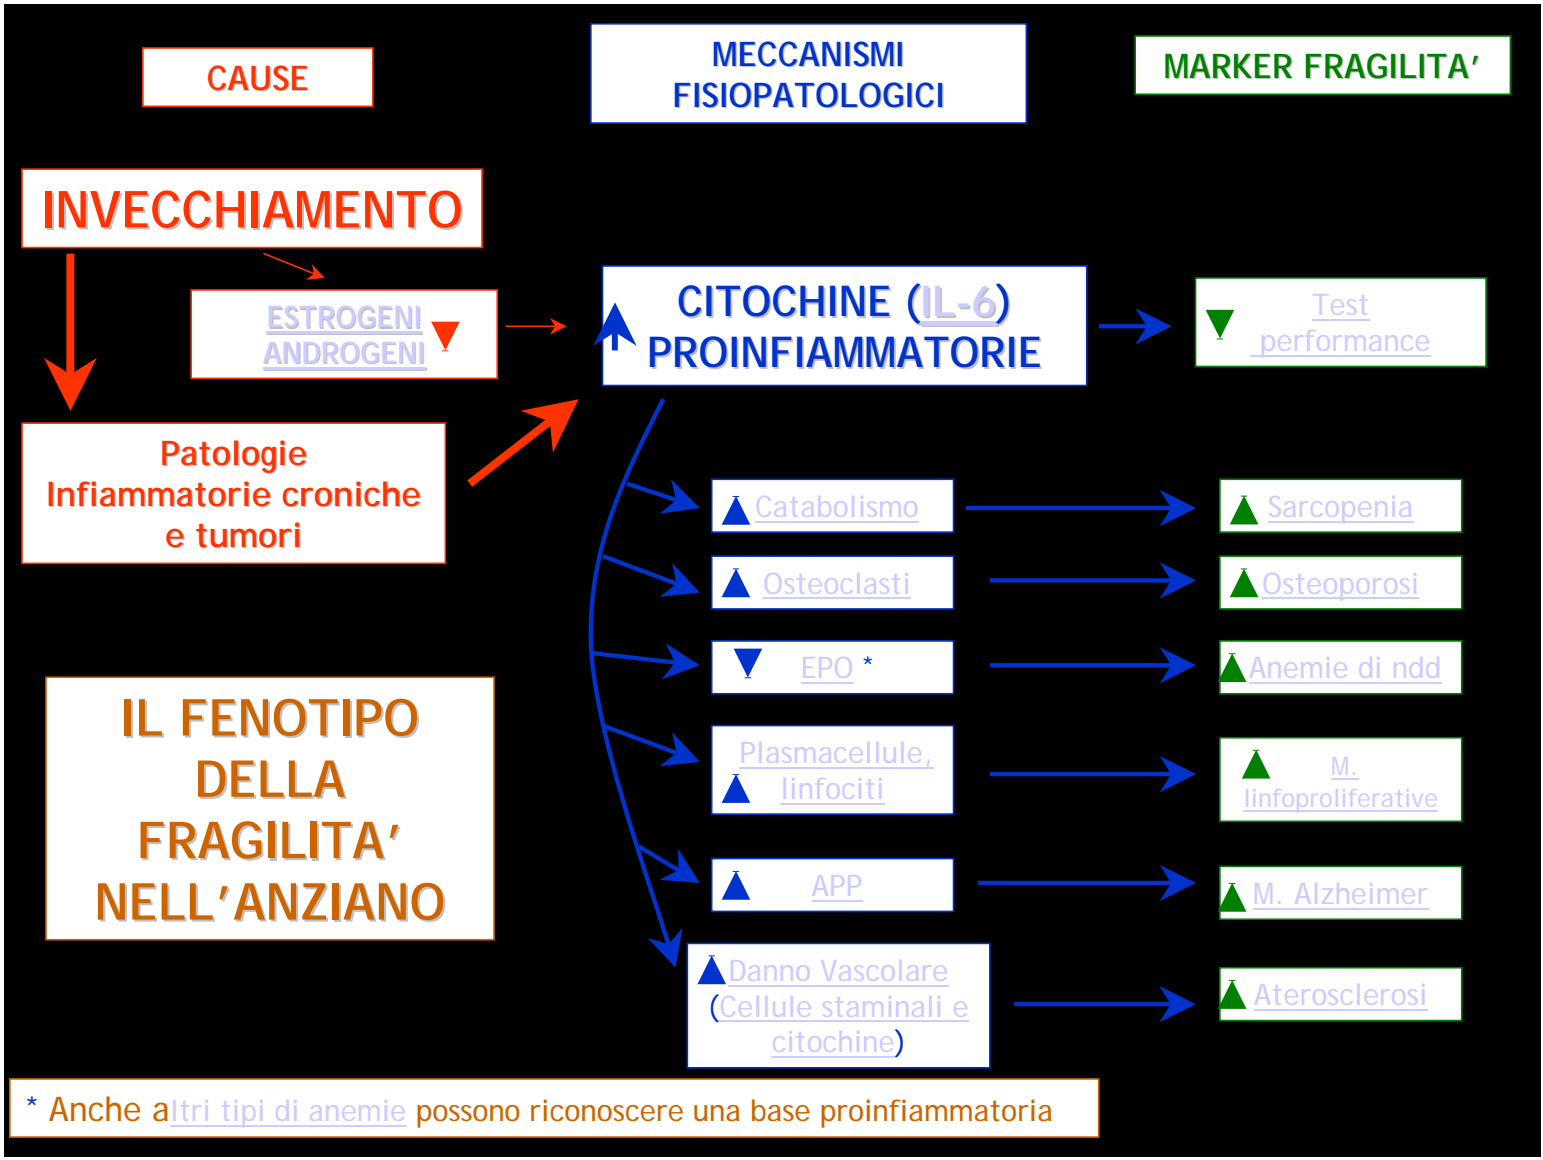 CAUSE
MECCANISMI
FISIOPATOLOGICI
MARKER FRAGILITA’
INVECCHIAMENTO
ESTROGENI
ANDROGENI
CITOCHINE (IL-6)
PROINFIAMMATORIE
Test
performance
Patologie
Infiammatorie croniche
e tumori
Catabolismo
Sarcopenia
Osteoclasti
Osteoporosi
EPO *
Anemie di ndd
IL FENOTIPO
DELLA
FRAGILITA’
NELL’ANZIANO
Plasmacellule,
linfociti
M.
linfoproliferative
APP
M. Alzheimer
Danno Vascolare
(Cellule staminali e
citochine)
Aterosclerosi
* Anche altri tipi di anemie possono riconoscere una base proinfiammatoria